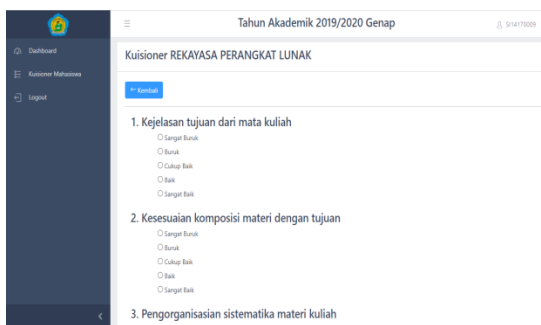 Tahun Akademik 2019/2020 Genap
Dashboard
Kuisioner Mahasiswa
Logout
Kuisioner REKAYASA PERANGKAT LUNAK
Kembali
1. Kejelasan tujuan dari mata kuliah
Sangat Buruk
Buruk
Cukup Baik
Baik
Sangat Baik
2. Kesesuaian komposisi materi dengan tujuan
Sangat Buruk
Buruk
Cukup Baik
Baik
Sangat Baik
3. Pengorganisasian sistematika materi kuliah